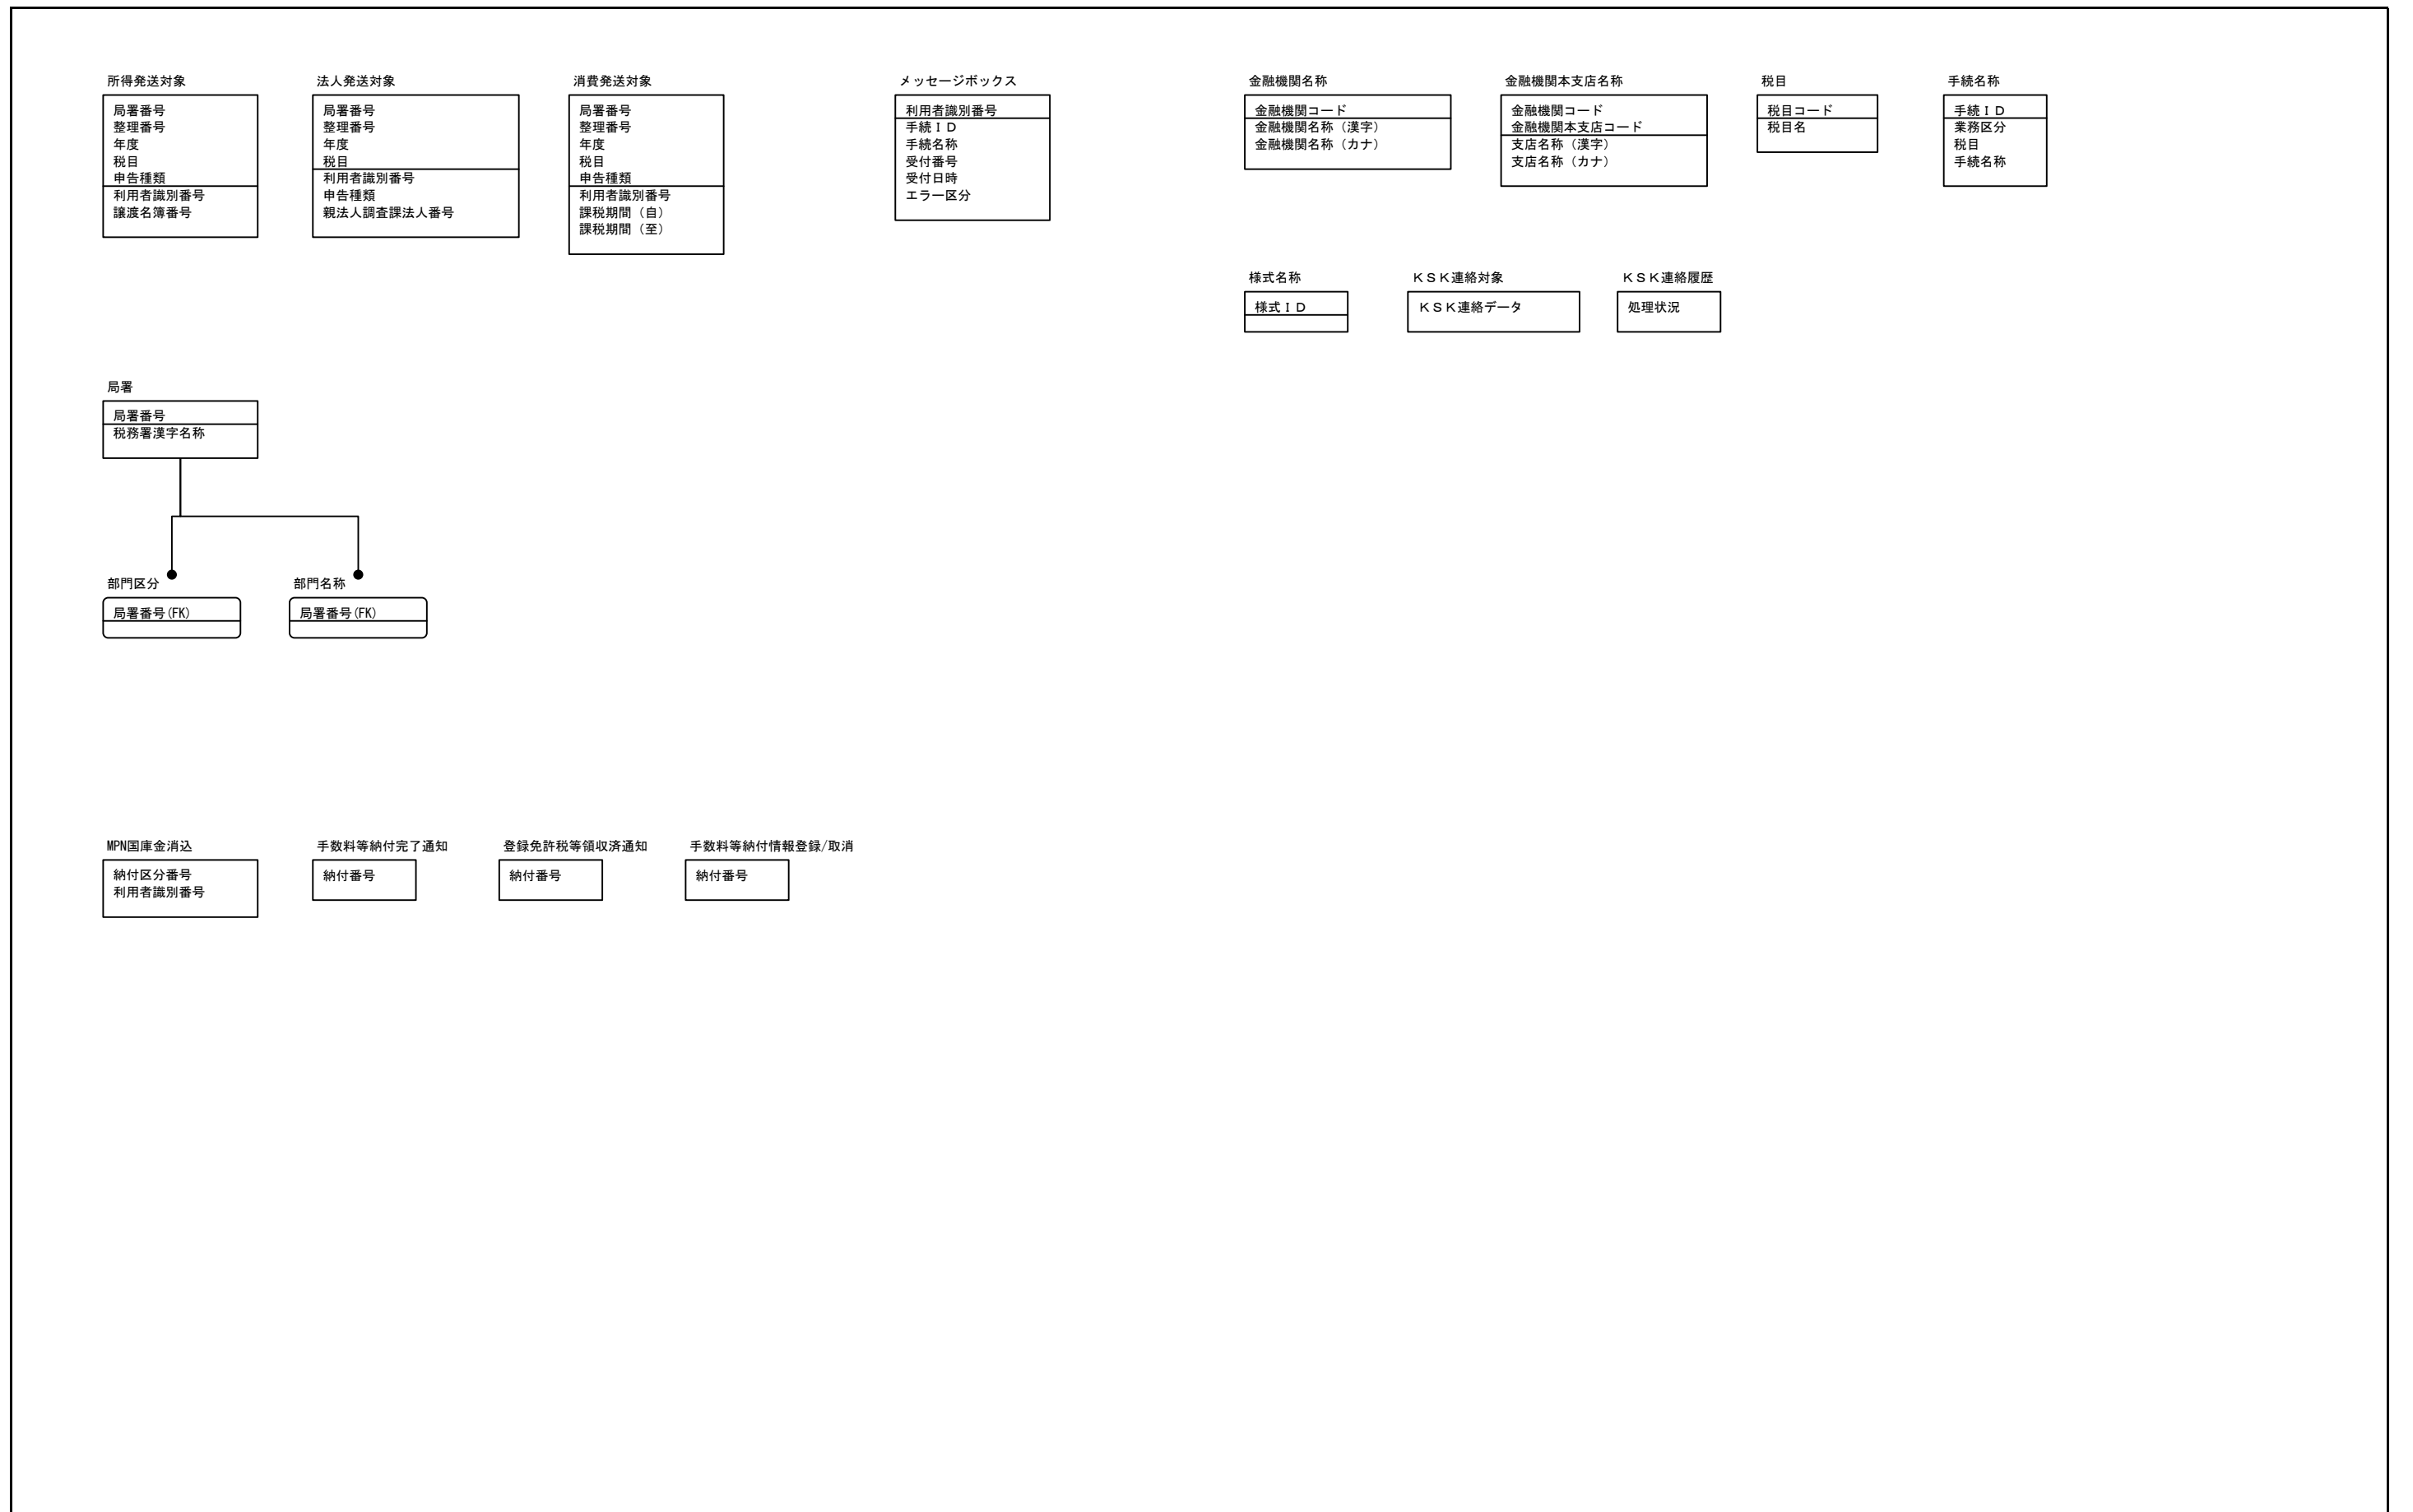 所得発送対象
局署番号
整理番号
年度
税目
申告種類
利用者識別番号
譲渡名簿番号
法人発送対象
局署番号
整理番号
年度
税目
利用者識別番号
申告種類
親法人調査課法人番号
消費発送対象
局署番号
整理番号
年度
税目
申告種類
利用者識別番号
課税期間（自）
課税期間（至）
メッセージボックス
利用者識別番号
手続ＩＤ
手続名称
受付番号
受付日時
エラー区分
金融機関名称
金融機関コード
金融機関名称（漢字）
金融機関名称（カナ）
金融機関本支店名称
金融機関コード
金融機関本支店コード
支店名称（漢字）
支店名称（カナ）
税目
税目コード
税目名
手続名称
手続ＩＤ
業務区分
税目
手続名称
様式名称
様式ＩＤ
ＫＳＫ連絡対象
ＫＳＫ連絡データ
ＫＳＫ連絡履歴
処理状況
局署
局署番号
税務署漢字名称
部門区分
局署番号(FK)
部門名称
局署番号(FK)
MPN国庫金消込
納付区分番号
利用者識別番号
手数料等納付完了通知
納付番号
登録免許税等領収済通知
納付番号
手数料等納付情報登録/取消
納付番号